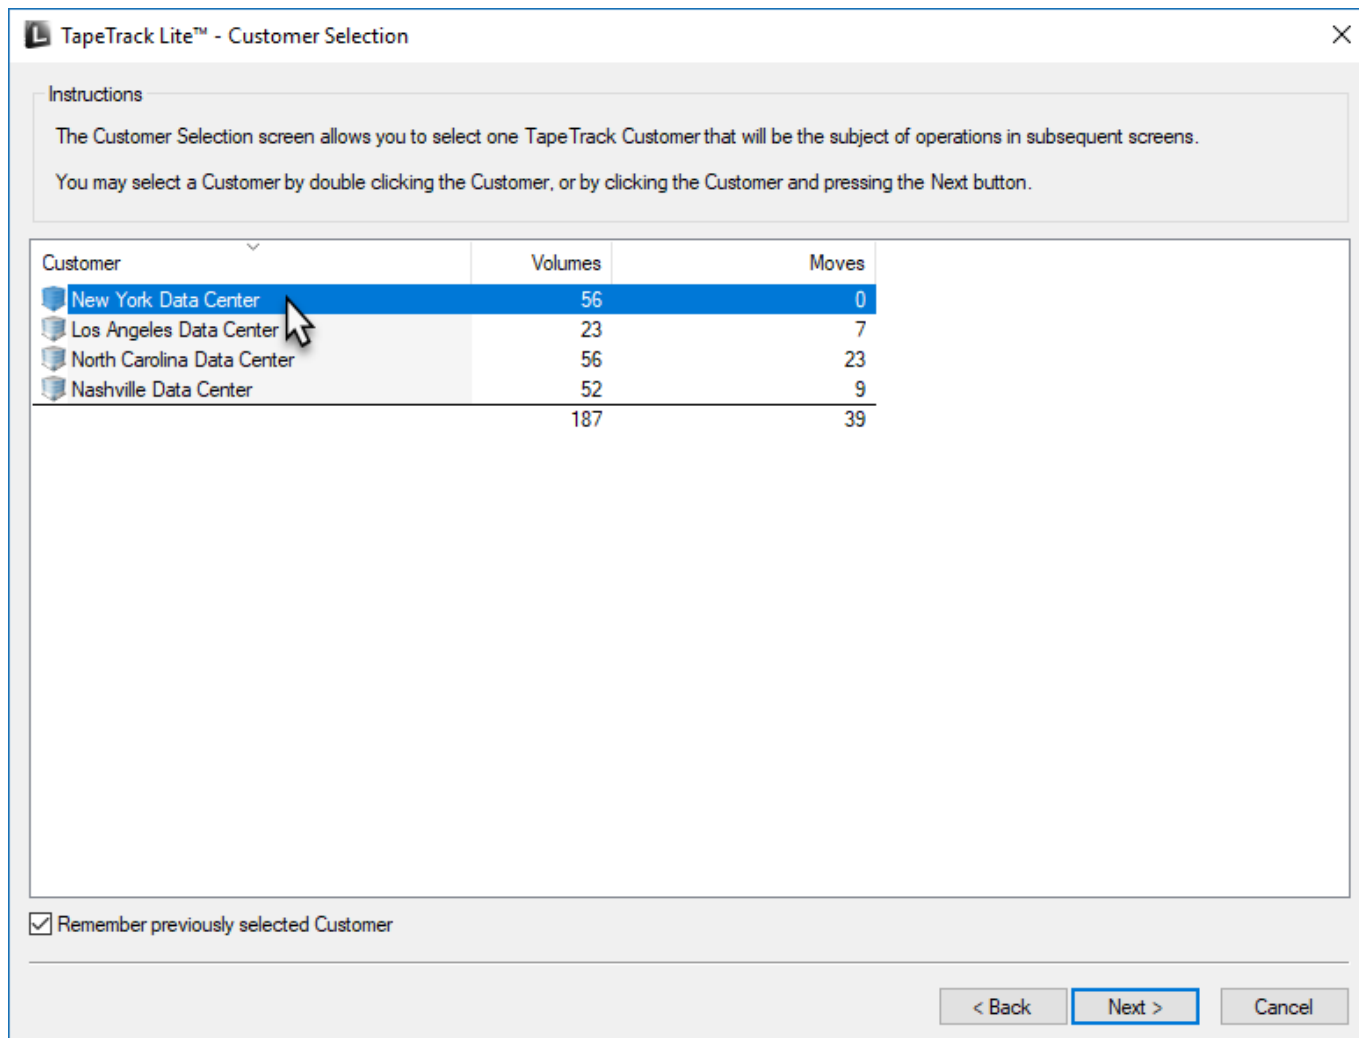 TapeTrack Lite™ - Customer Selection
Instructions
The Customer Selection screen allows you to select one TapeTrack Customer that will be the subject of operations in subsequent screens.
You may select a Customer by double clicking the Customer, or by clicking the Customer and pressing the Next button.
Customer Volumes Moves
New York Data Center 56 0
Los Angeles Data Center 23 7
North Carolina Data Center 56 23
Nashville Data Center 52 9
187 39
Remember previously selected Customer
< Back Next > Cancel